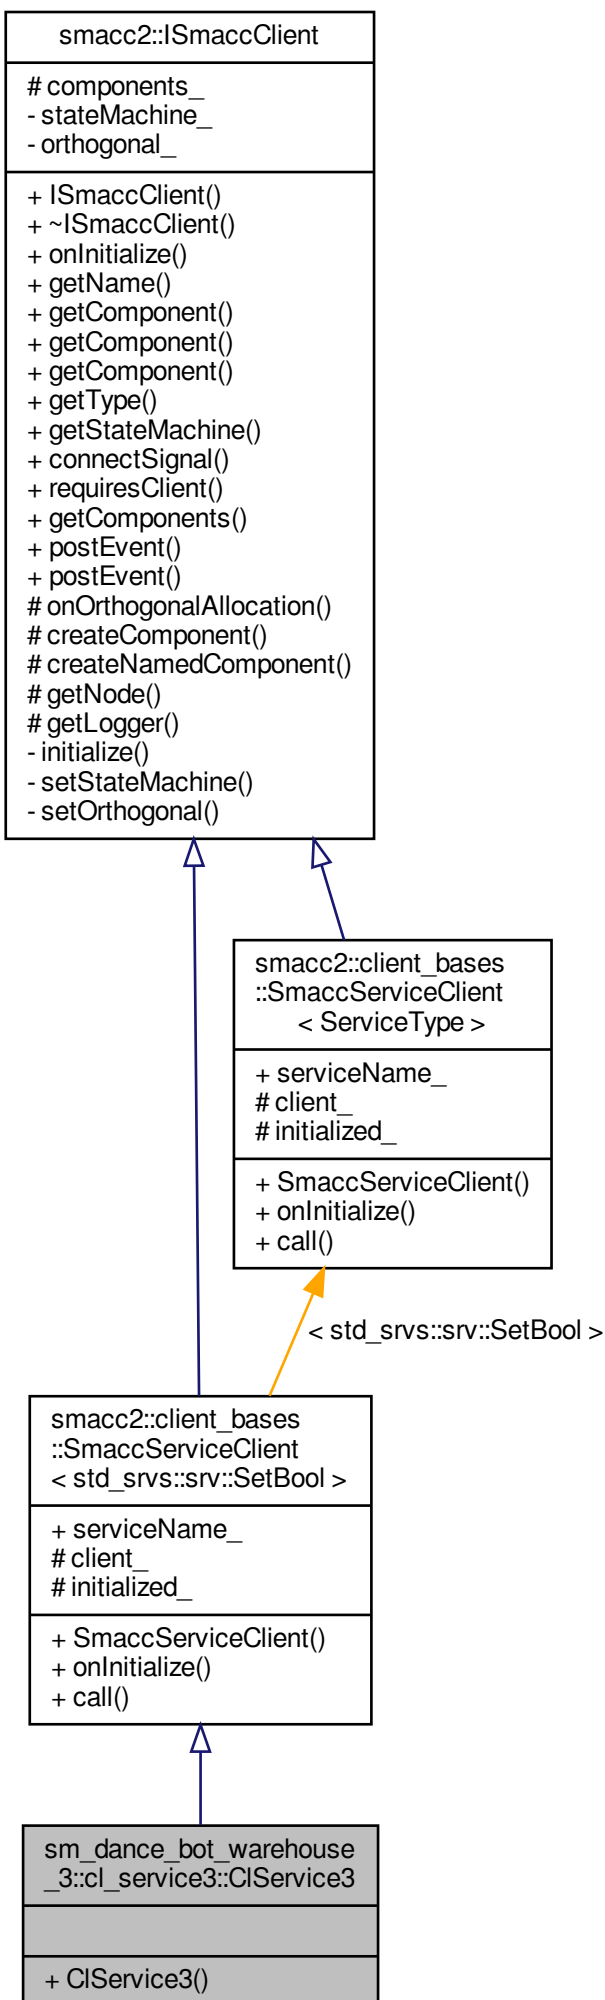 smacc2::ISmaccClient
# components_
- stateMachine_
- orthogonal_
+ ISmaccClient()
+ ~ISmaccClient()
+ onInitialize()
+ getName()
+ getComponent()
+ getComponent()
+ getComponent()
+ getType()
+ getStateMachine()
+ connectSignal()
+ requiresClient()
+ getComponents()
+ postEvent()
+ postEvent()
# onOrthogonalAllocation()
# createComponent()
# createNamedComponent()
# getNode()
# getLogger()
- initialize()
- setStateMachine()
- setOrthogonal()
smacc2::client_bases
::SmaccServiceClient
< ServiceType >
+ serviceName_
# client_
# initialized_
+ SmaccServiceClient()
+ onInitialize()
+ call()
< std_srvs::srv::SetBool >
smacc2::client_bases
::SmaccServiceClient
< std_srvs::srv::SetBool >
+ serviceName_
# client_
# initialized_
+ SmaccServiceClient()
+ onInitialize()
+ call()
sm_dance_bot_warehouse
_3::cl_service3::ClService3
+ ClService3()